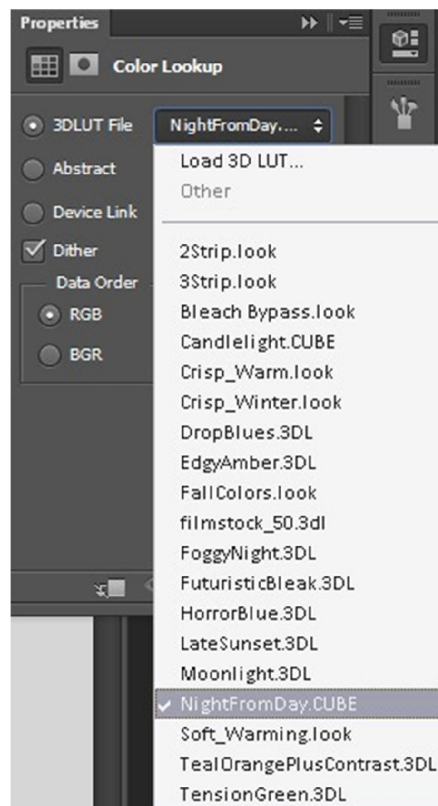 Properties
Color Lookup
3DLUT File
NightFromDay....
Abstract
Device Link
Dither
Data Order
RGB
BGR
Load 3D LUT...
Other
2Strip.look
3Strip.look
Bleach Bypass.look
Candlelight.CUBE
Crisp_Warm.look
Crisp_Winter.look
DropBlues.3DL
EdgyAmber.3DL
FallColors.look
filmstock_50.3dl
FoggyNight.3DL
FuturisticBleak.3DL
HorrorBlue.3DL
LateSunset.3DL
Moonlight.3DL
NightFromDay.CUBE
Soft_Warming.look
TealOrangePlusContrast.3DL
TensionGreen.3DL